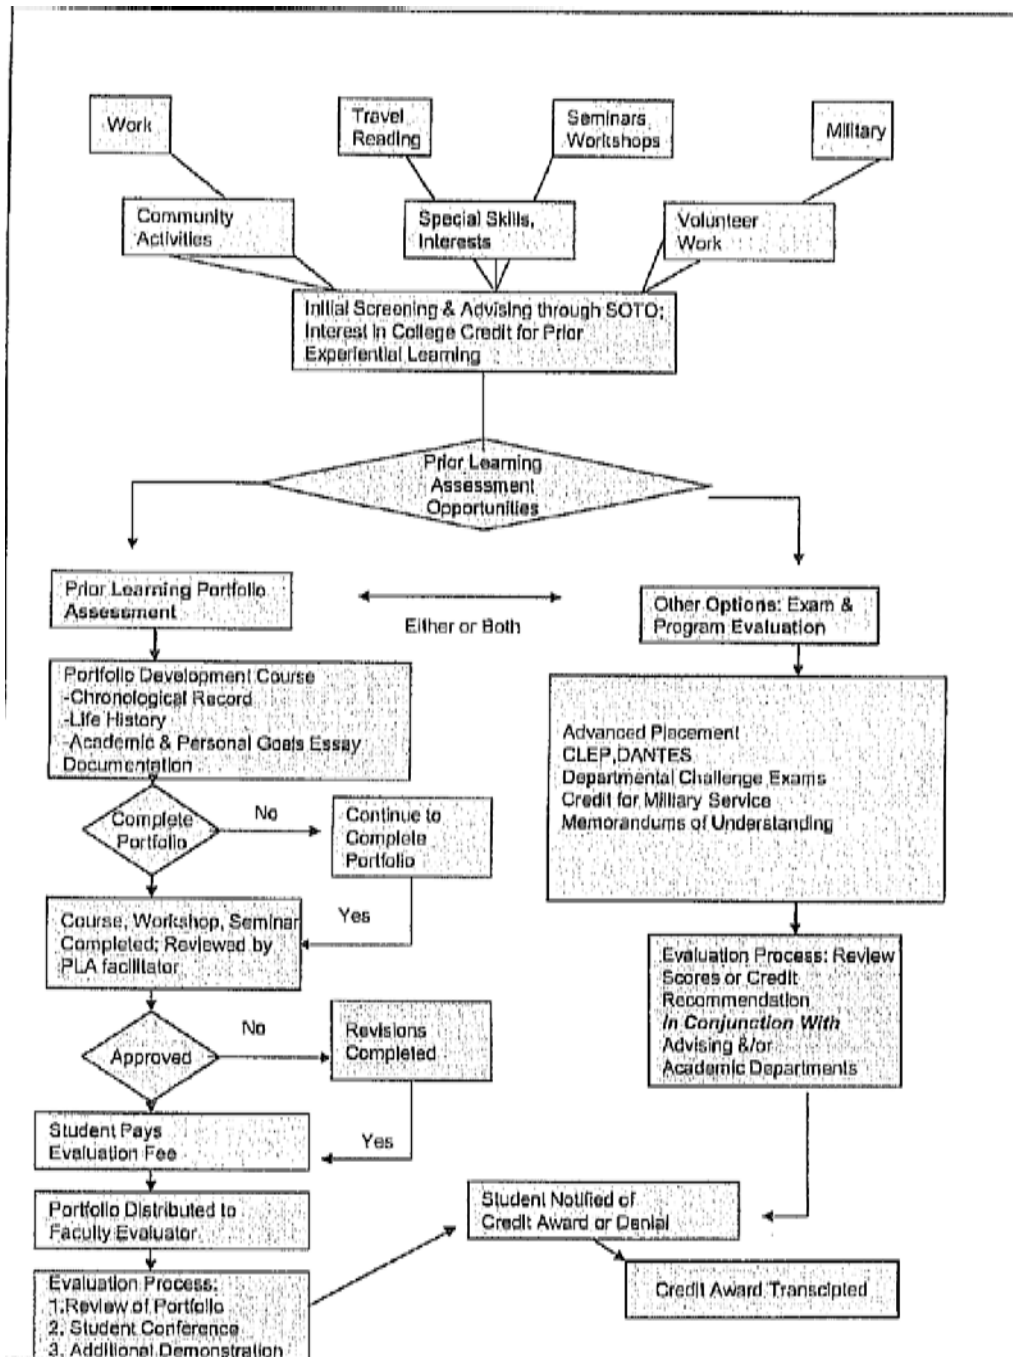 Work
Travel
Reading
Seminars
Workshops
Military
Community
Activities
Special Skills,
Interests
Volunteer
Work
Initial Screening & Advising through SOTO;
Interest in College Credit for Prior
Experiential Learning
Prior Learning
Assessment
Opportunities
Prior Learning Portfolio
Assessment
Either or Both
Other Options: Exam &
Program Evaluation
Portfolio Development Course
-Chronological Record
-Life History
-Academic & Personal Goals Essay
Documentation
Advanced Placement
CLEP,DANTES
Departmental Challenge Exams
Credit for Military Service
Memorandums of Understanding
Complete
Portfolio
No
Continue to
Complete
Portfolio
Yes
Course, Workshop, Seminar
Completed; Reviewed by
PLA facilitator
Evaluation Process: Review
Scores or Credit
Recommendation
In Conjunction With
Advising &/or
Academic Departments
Approved
No
Revisions
Completed
Yes
Student Pays
Evaluation Fee
Portfolio Distributed to
Faculty Evaluator
Student Notified of
Credit Award or Denial
Credit Award Transcipted
Evaluation Process:
1.Review of Portfolio
2. Student Conference
3. Additional Demonstration